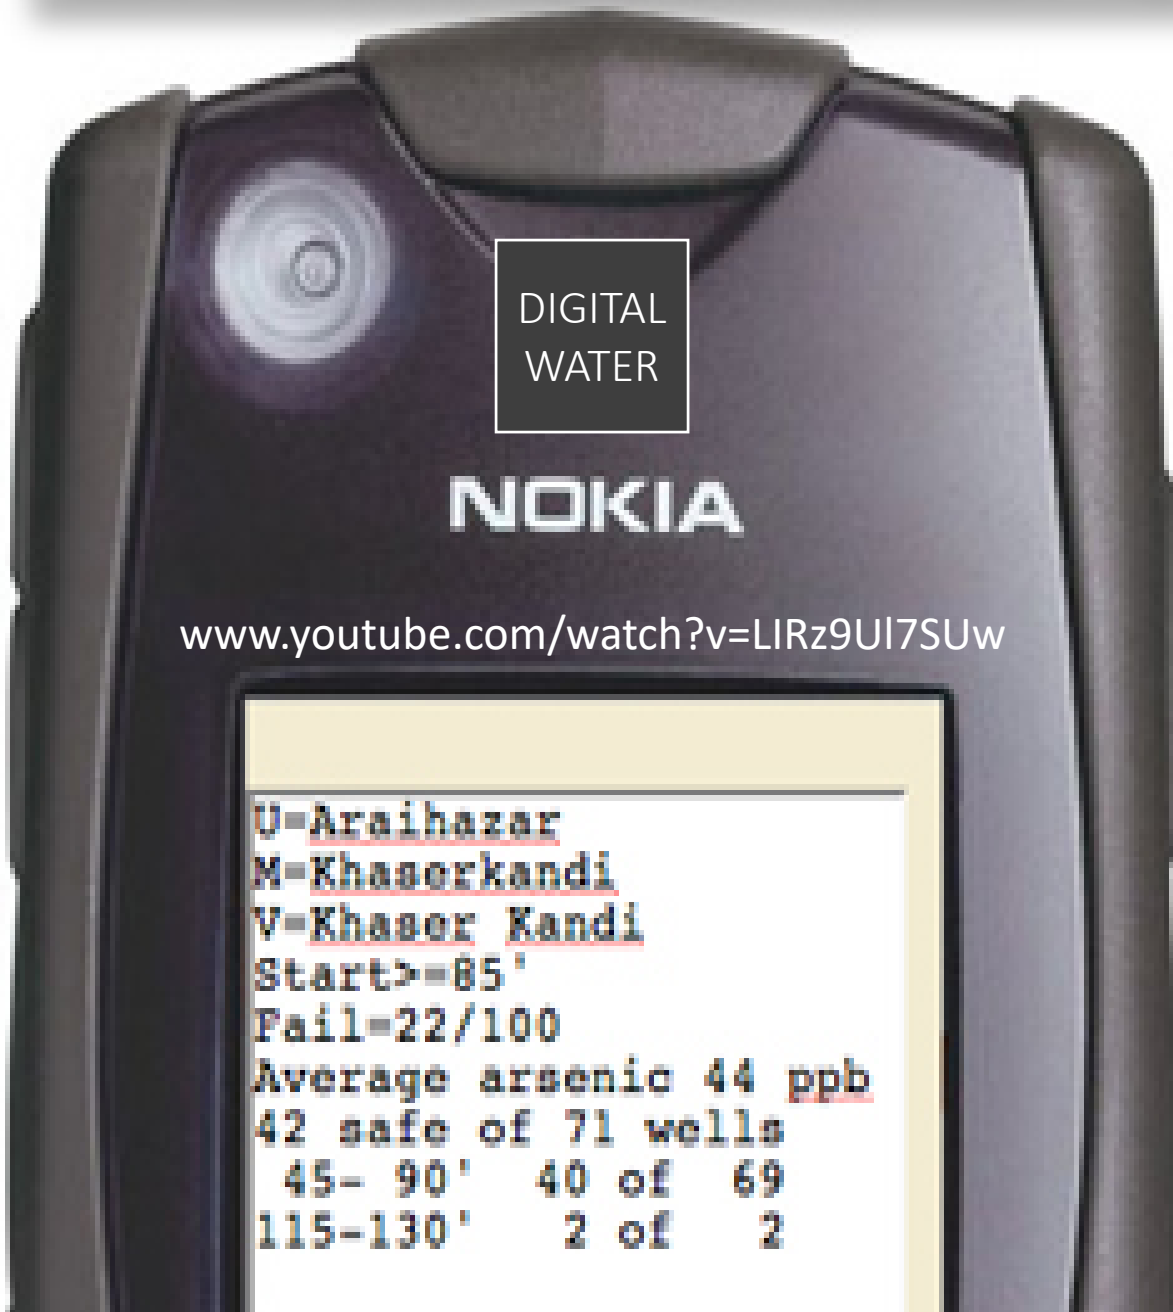 DIGITAL
WATER
NOKIA
www.youtube.com/watch?v=LIRz9Ul7SUw
U=Araihazar
M=Khaserkandi
V=Khaser Kandi
Start>=85'
Fail=22/100
Average arsenic 44 ppb
42 safe of 71 wells
45- 90' 40 of 69
115-130' 2 of 2